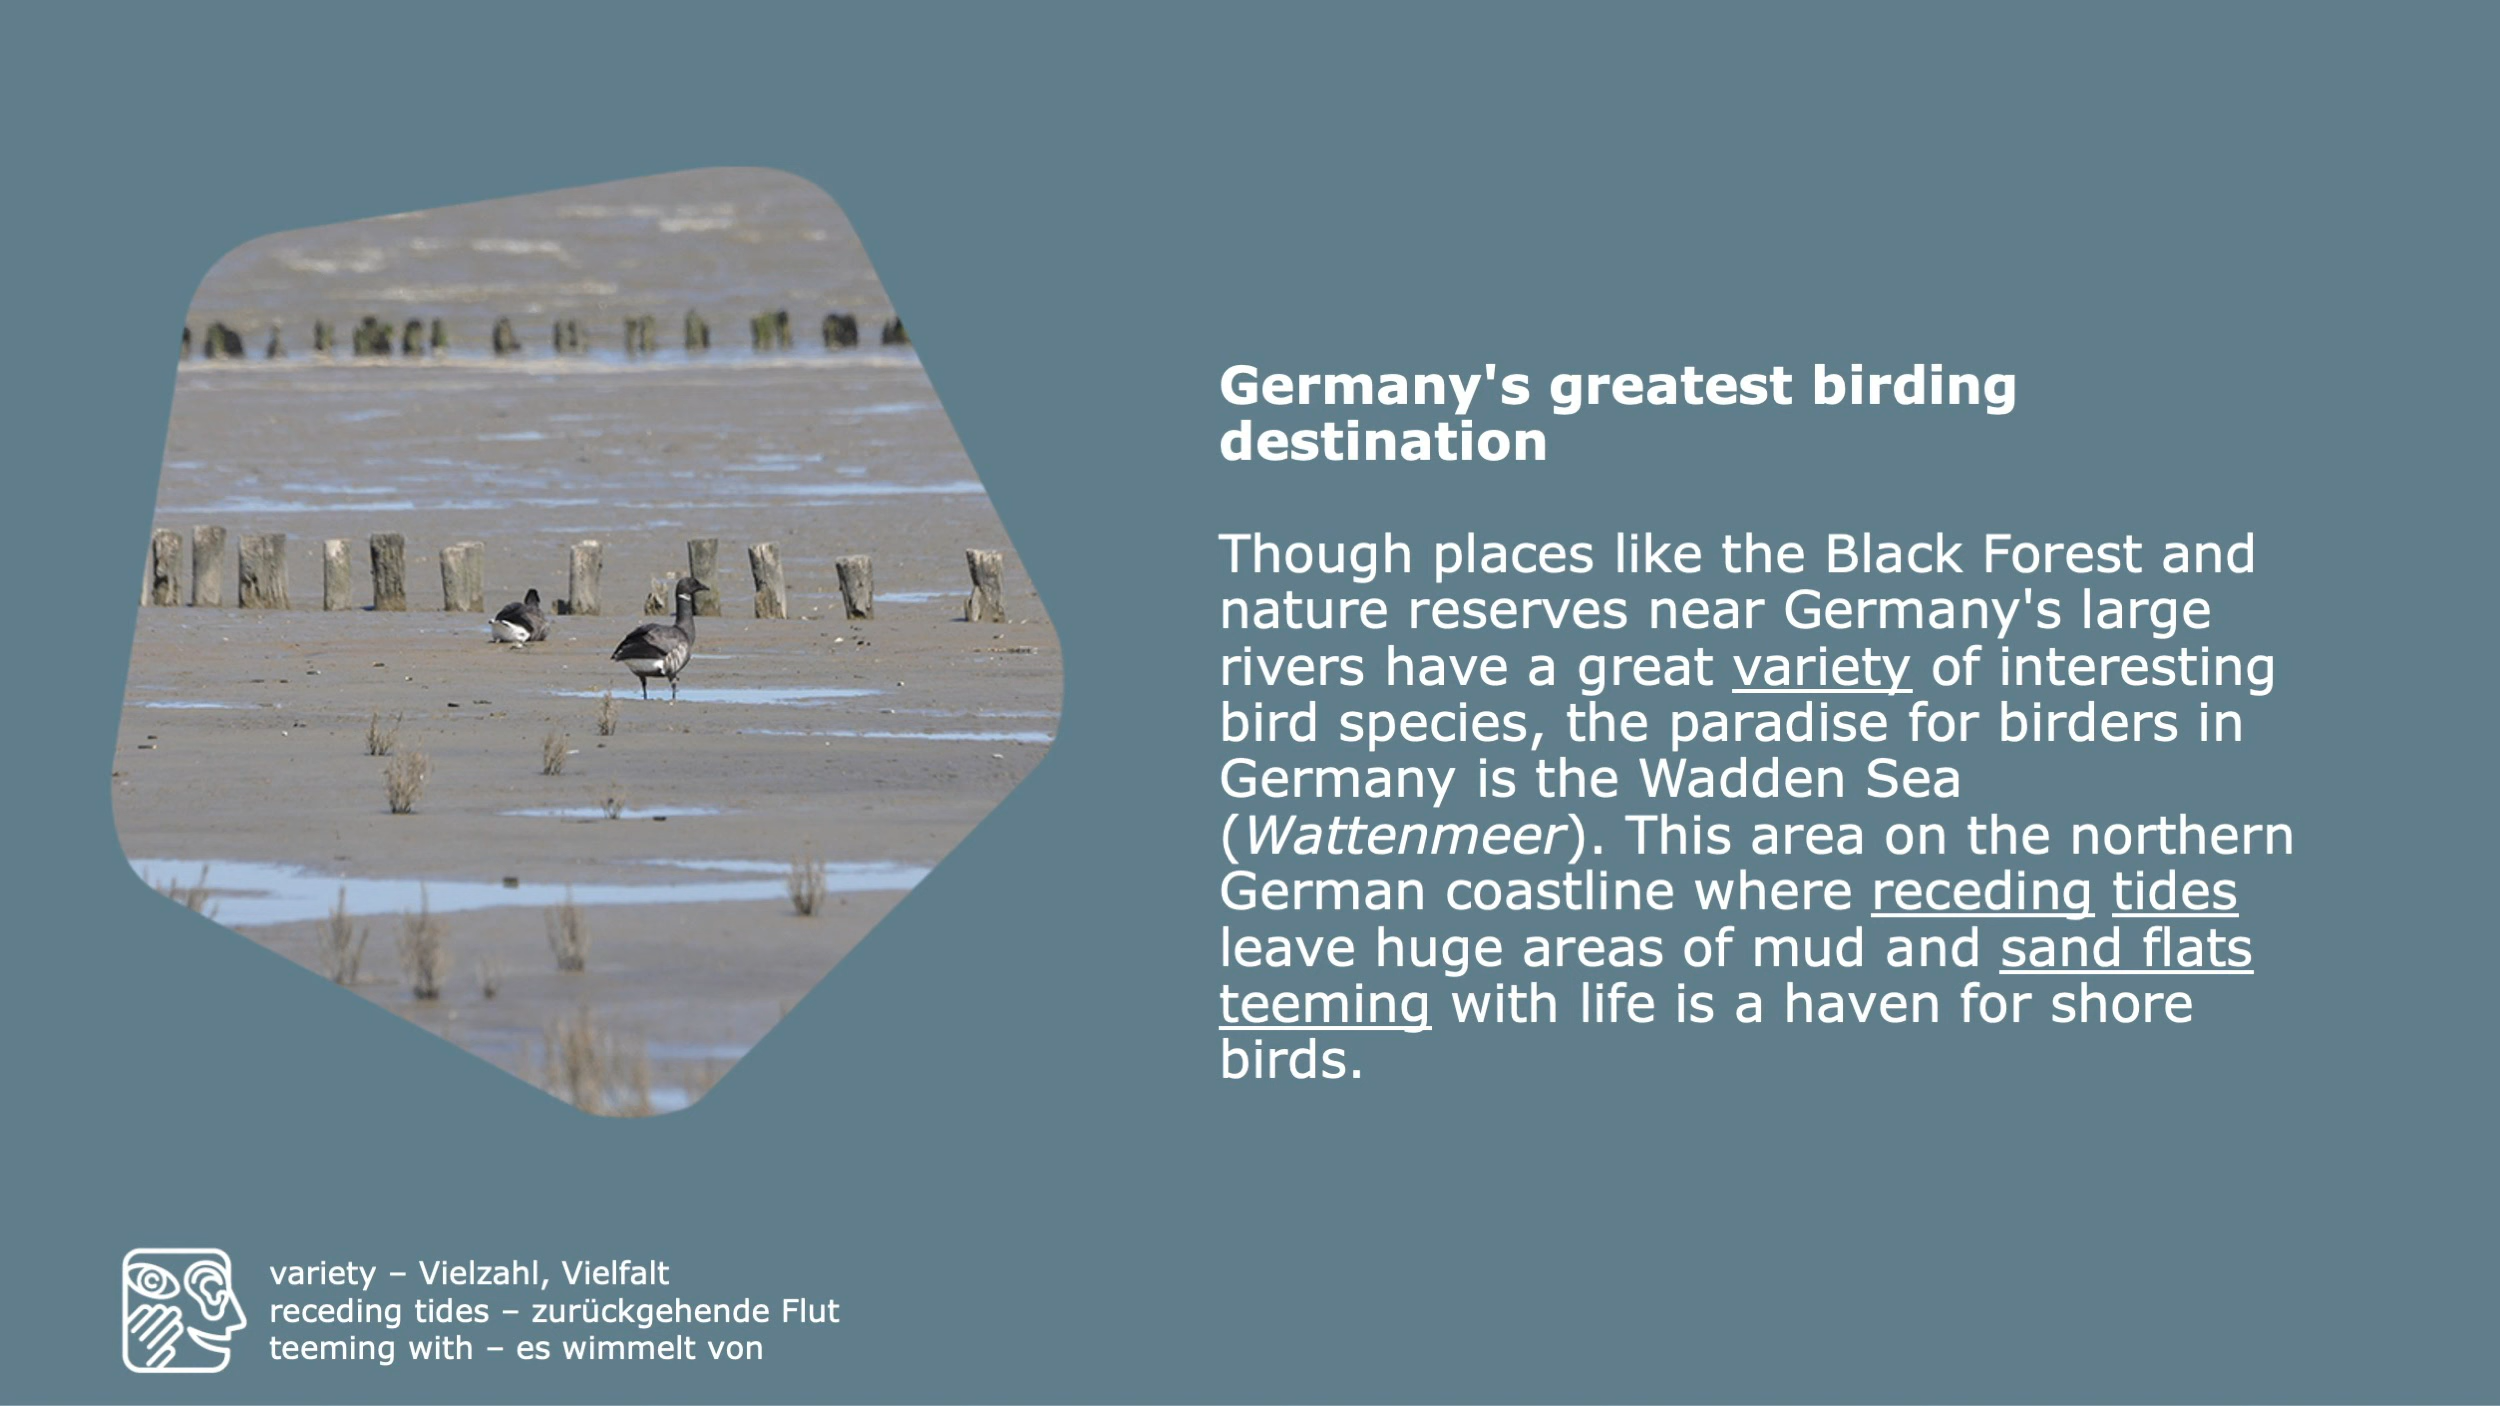 Germany's greatest birding
destination
Though places like the Black Forest and
nature reserves near Germany's large
rivers have a great variety of interesting
bird species, the paradise for birders in
Germany is the Wadden Sea
(Wattenmeer). This area on the northern
German coastline where receding tides
leave huge areas of mud and sand flats
teeming with life is a haven for shore
birds.
variety – Vielzahl, Vielfalt
receding tides – zurückgehende Flut
teeming with – es wimmelt von